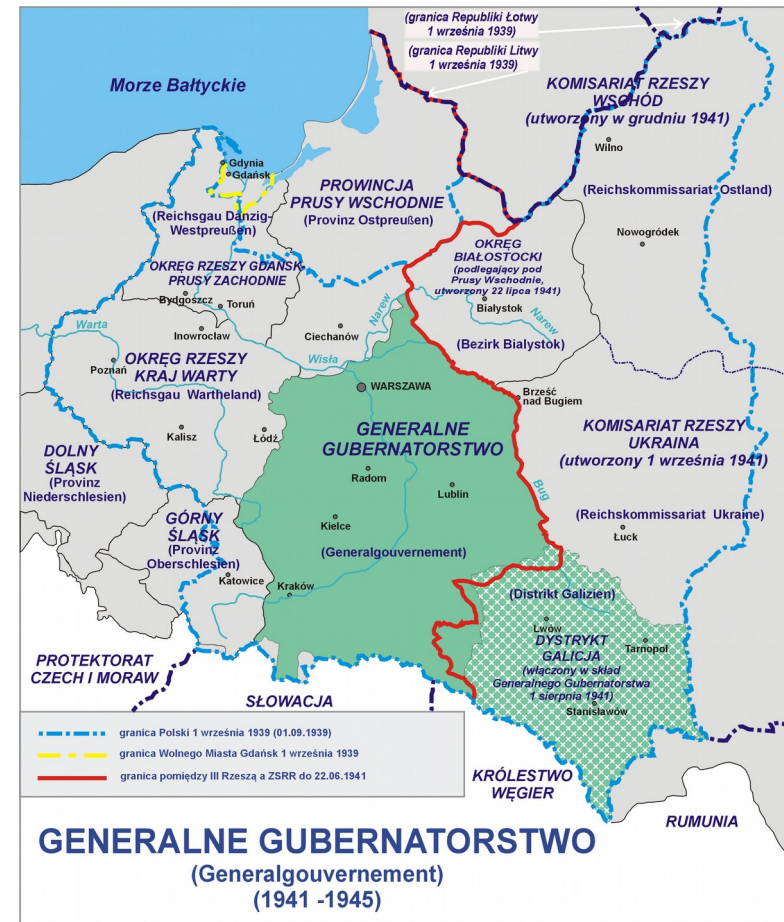 (granica Republiki Łotwy
1 września 1939)
(granica Republiki Litwy
1 września 1939)
Morze Bałtyckie
KOMISARIAT RZESZY
WSCHÓD
(utworzony w grudniu 1941)
Wilno
(Reichskommissariat Ostland)
Nowogródek
Gdynia
Gdańsk
PROWINCJA
PRUSY WSCHODNIE
(Provinz Ostpreußen)
(Reichsgau Danzig-
Westpreußen)
OKRĘG RZESZY GDAŃSK-
PRUSY ZACHODNIE
Bydgoszcz
Toruń
OKRĘG
BIAŁOSTOCKI
(podlegający pod
Prusy Wschodnie,
utworzony 22 lipca 1941)
Białystok
Narew
Narew
(Bezirk Bialystok)
Inowrocław
Ciechanów
Warta
Wisła
Poznań
OKRĘG RZESZY
KRAJ WARTY
(Reichsgau Wartheland)
WARSZAWA
Brześć
nad Bugiem
Kalisz
Łódź
GENERALNE
GUBERNATORSTWO
KOMISARIAT RZESZY
UKRAINA
(utworzony 1 września 1941)
DOLNY
ŚLĄSK
(Provinz
Niederschlesien)
Radom
Lublin
Bug
GÓRNY
ŚLĄSK
(Provinz
Oberschlesien)
Kielce
(Generalgouvernement)
(Reichskommissariat Ukraine)
Łuck
Katowice
Kraków
(Distrikt Galizien)
Lwów
DYSTRYKT
GALICJA
(włączony w skład
Generalnego Gubernatorstwa
1 sierpnia 1941)
Tarnopol
Stanisławów
PROTEKTORAT
CZECH I MORAW
SŁOWACJA
KRÓLESTWO
WĘGIER
RUMUNIA
granica Polski 1 września 1939 (01.09.1939)
granica Wolnego Miasta Gdańsk 1 września 1939
granica pomiędzy III Rzeszą a ZSRR do 22.06.1941
GENERALNE GUBERNATORSTWO
(Generalgouvernement)
(1941 -1945)